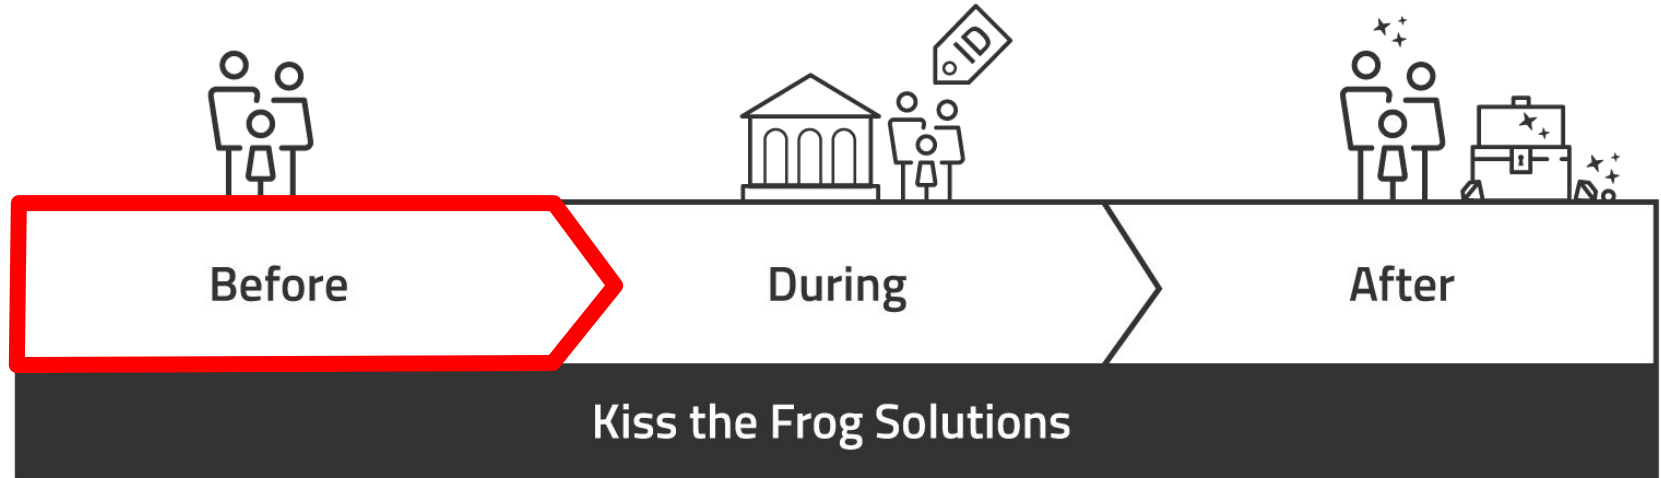 ID
Before
During
After
Kiss the Frog Solutions